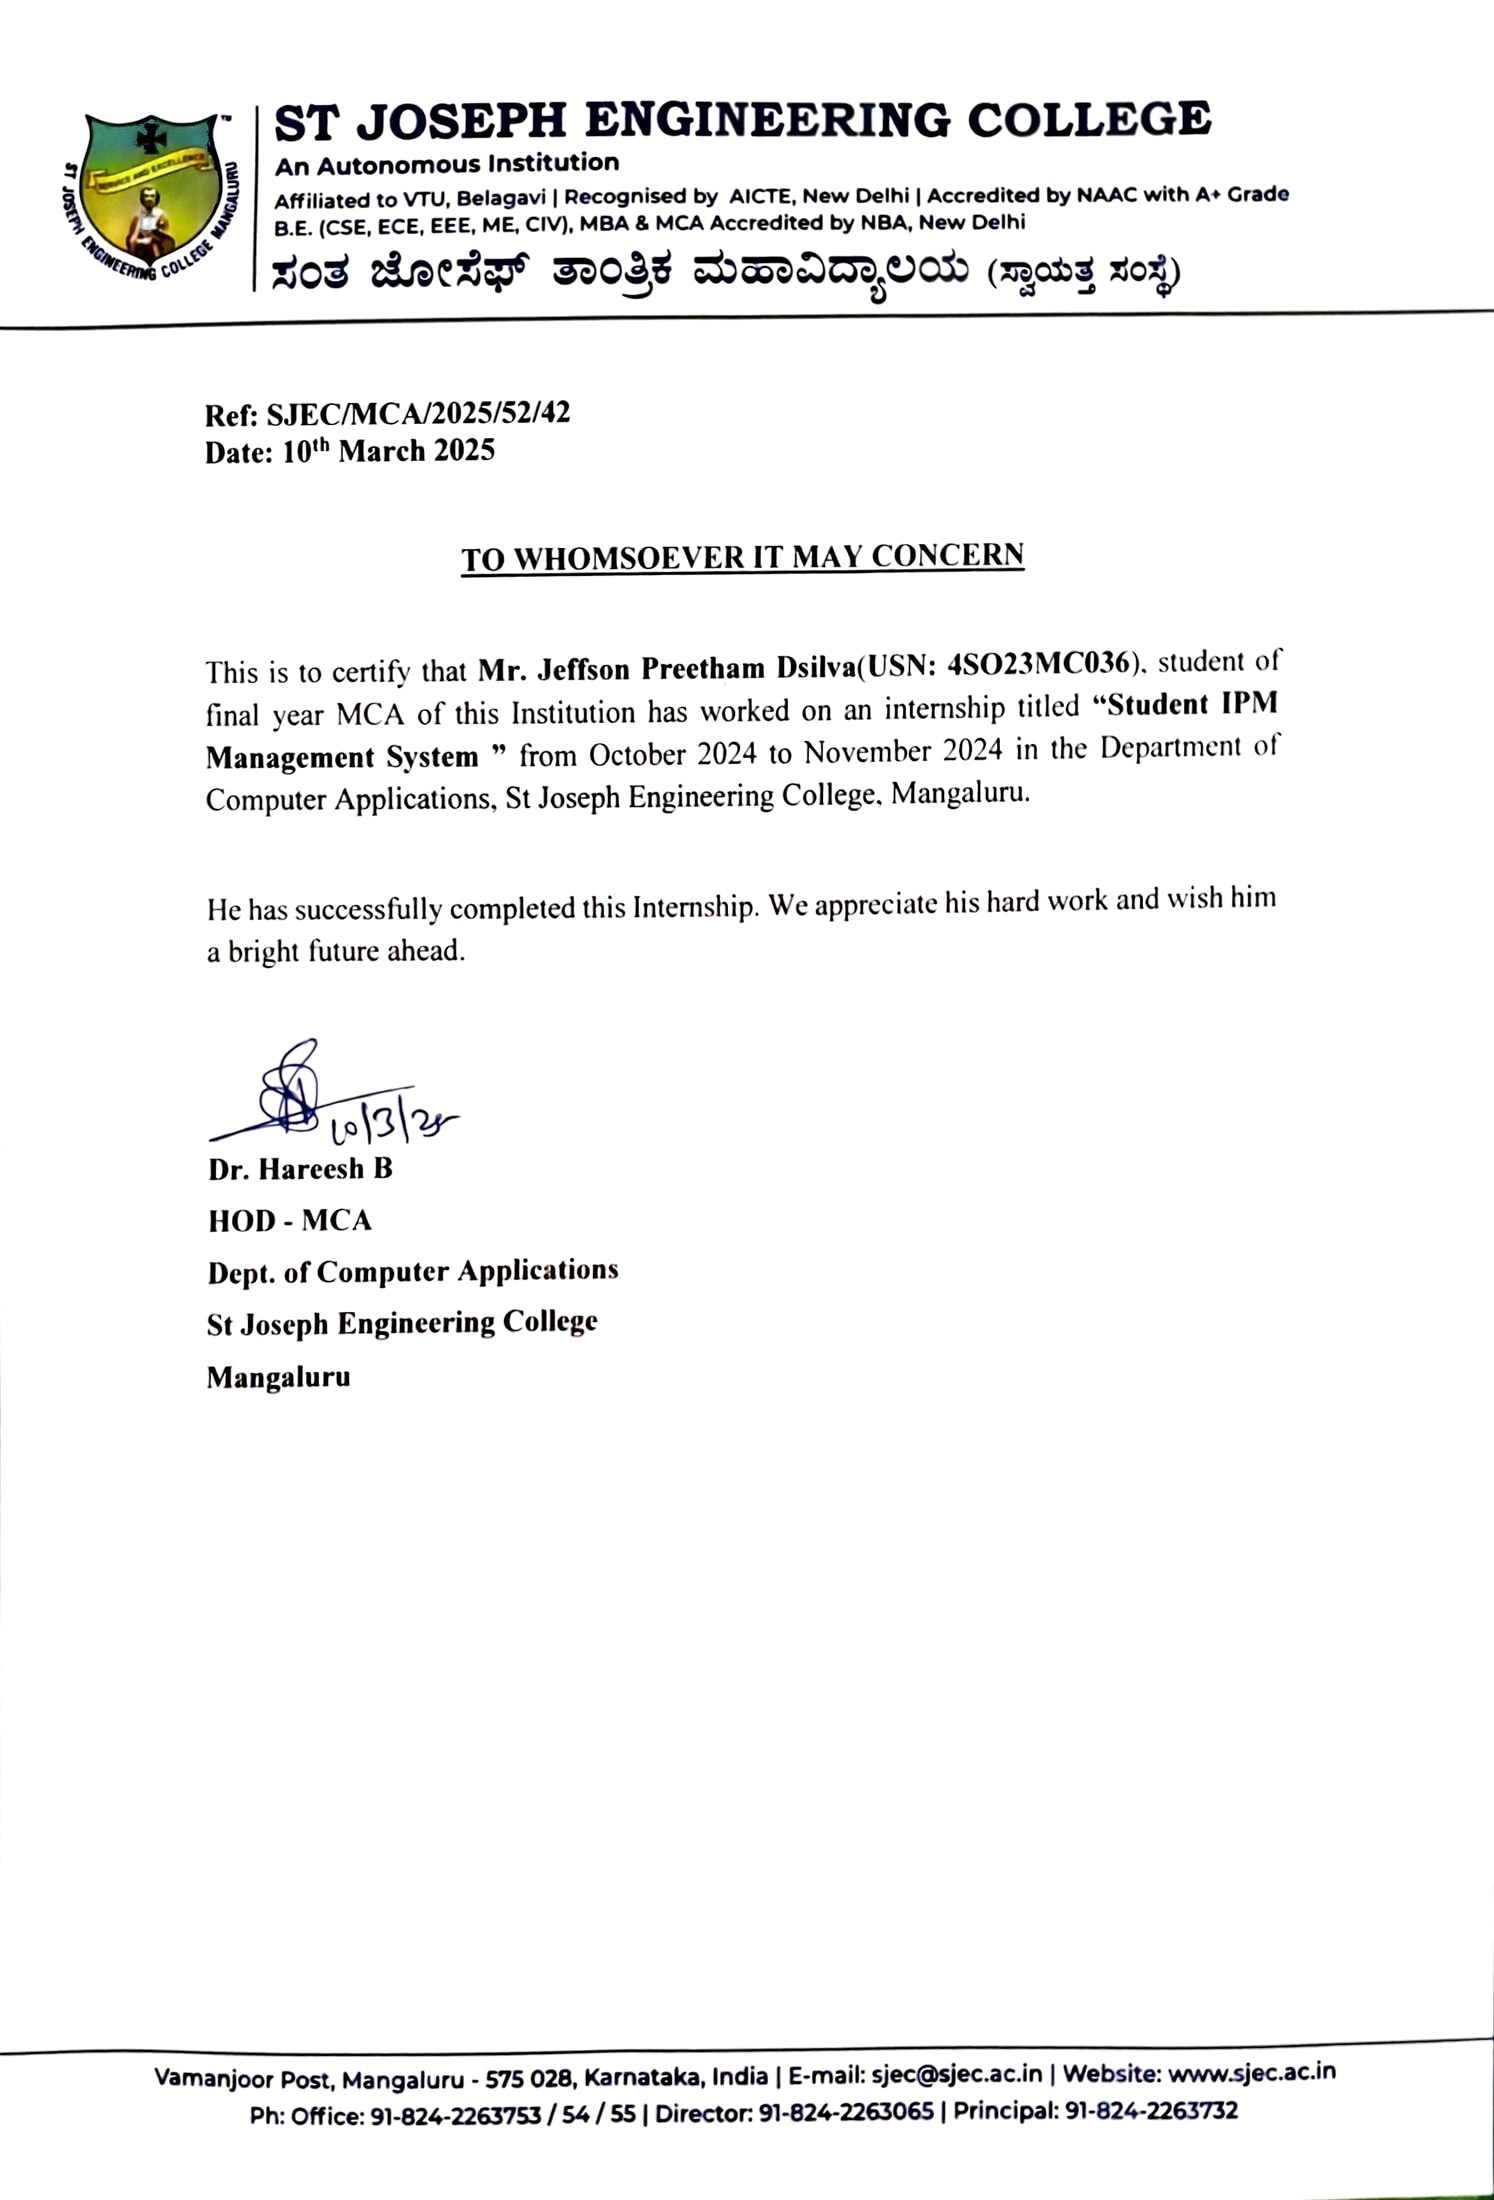 ST JOSEPH ENGINEERING COLLEGE
An Autonomous Institution
Affiliated to VTU, Belagavi | Recognised by AICTE, New Delhi | Accredited by NAAC with A+ Grade
B.E. (CSE, ECE, EEE, ME, CIV), MBA & MCA Accredited by NBA, New Delhi
ಸಂತ ಜೋಸೆಫ್ ತಾಂತ್ರಿಕ ಮಹಾವಿದ್ಯಾಲಯ (ಸ್ವಾಯತ್ತ ಸಂಸ್ಥೆ)
SERVICE AND EXCELLENCE
ST JOSEPH ENGINEERING COLLEGE MANGALURU
TM
Ref: SJEC/MCA/2025/52/42
Date: 10th March 2025
TO WHOMSOEVER IT MAY CONCERN
This is to certify that Mr. Jeffson Preetham Dsilva(USN: 4SO23MC036), student of
final year MCA of this Institution has worked on an internship titled “Student IPM
Management System ” from October 2024 to November 2024 in the Department of
Computer Applications, St Joseph Engineering College, Mangaluru.
He has successfully completed this Internship. We appreciate his hard work and wish him
a bright future ahead.
10/3/25
Dr. Hareesh B
HOD - MCA
Dept. of Computer Applications
St Joseph Engineering College
Mangaluru
Vamanjoor Post, Mangaluru - 575 028, Karnataka, India | E-mail: sjec@sjec.ac.in | Website: www.sjec.ac.in
Ph: Office: 91-824-2263753 / 54 / 55 | Director: 91-824-2263065 | Principal: 91-824-2263732